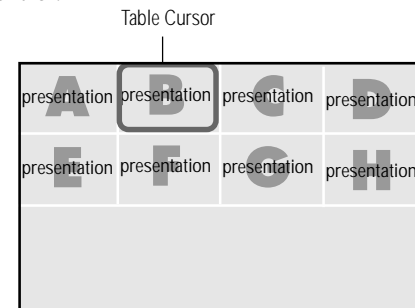 Table Cursor
A B C D
presentation presentation presentation presentation
E F G H
presentation presentation presentation presentation